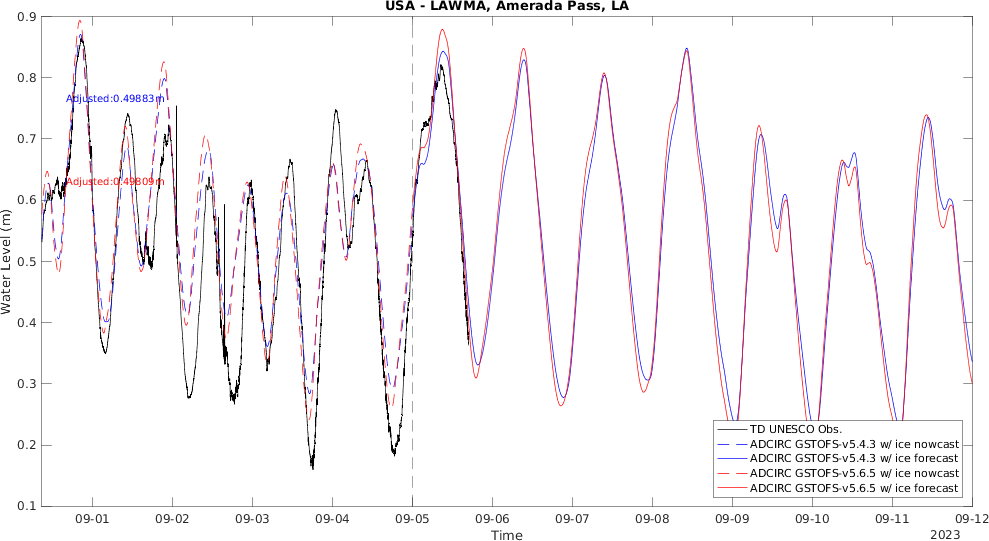 USA - LAWMA, Amerada Pass, LA
0.9
0.8
0.7
0.6
0.5
0.4
0.3
0.2
0.1
Water Level (m)
Adjusted:0.49883m
Adjusted:0.49809m
TD UNESCO Obs.
ADCIRC GSTOFS-v5.4.3 w/ ice nowcast
ADCIRC GSTOFS-v5.4.3 w/ ice forecast
ADCIRC GSTOFS-v5.6.5 w/ ice nowcast
ADCIRC GSTOFS-v5.6.5 w/ ice forecast
09-01 09-02 09-03 09-04 09-05 09-06 09-07 09-08 09-09 09-10 09-11 09-12
Time
2023